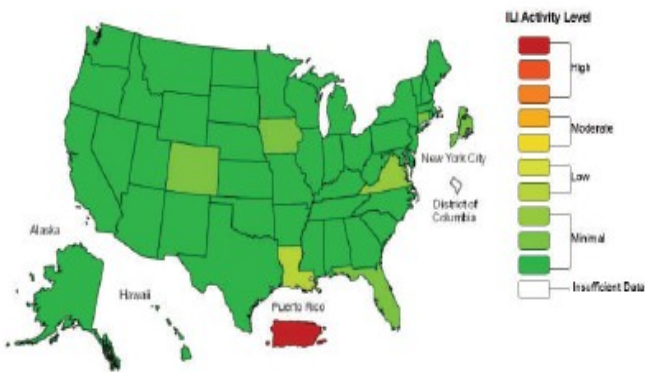 ILI Activity Level
High
Moderate
Low
Minimal
Insufficient Data
New York City
District of
Columbia
Alaska
Hawaii
Puerto Rico